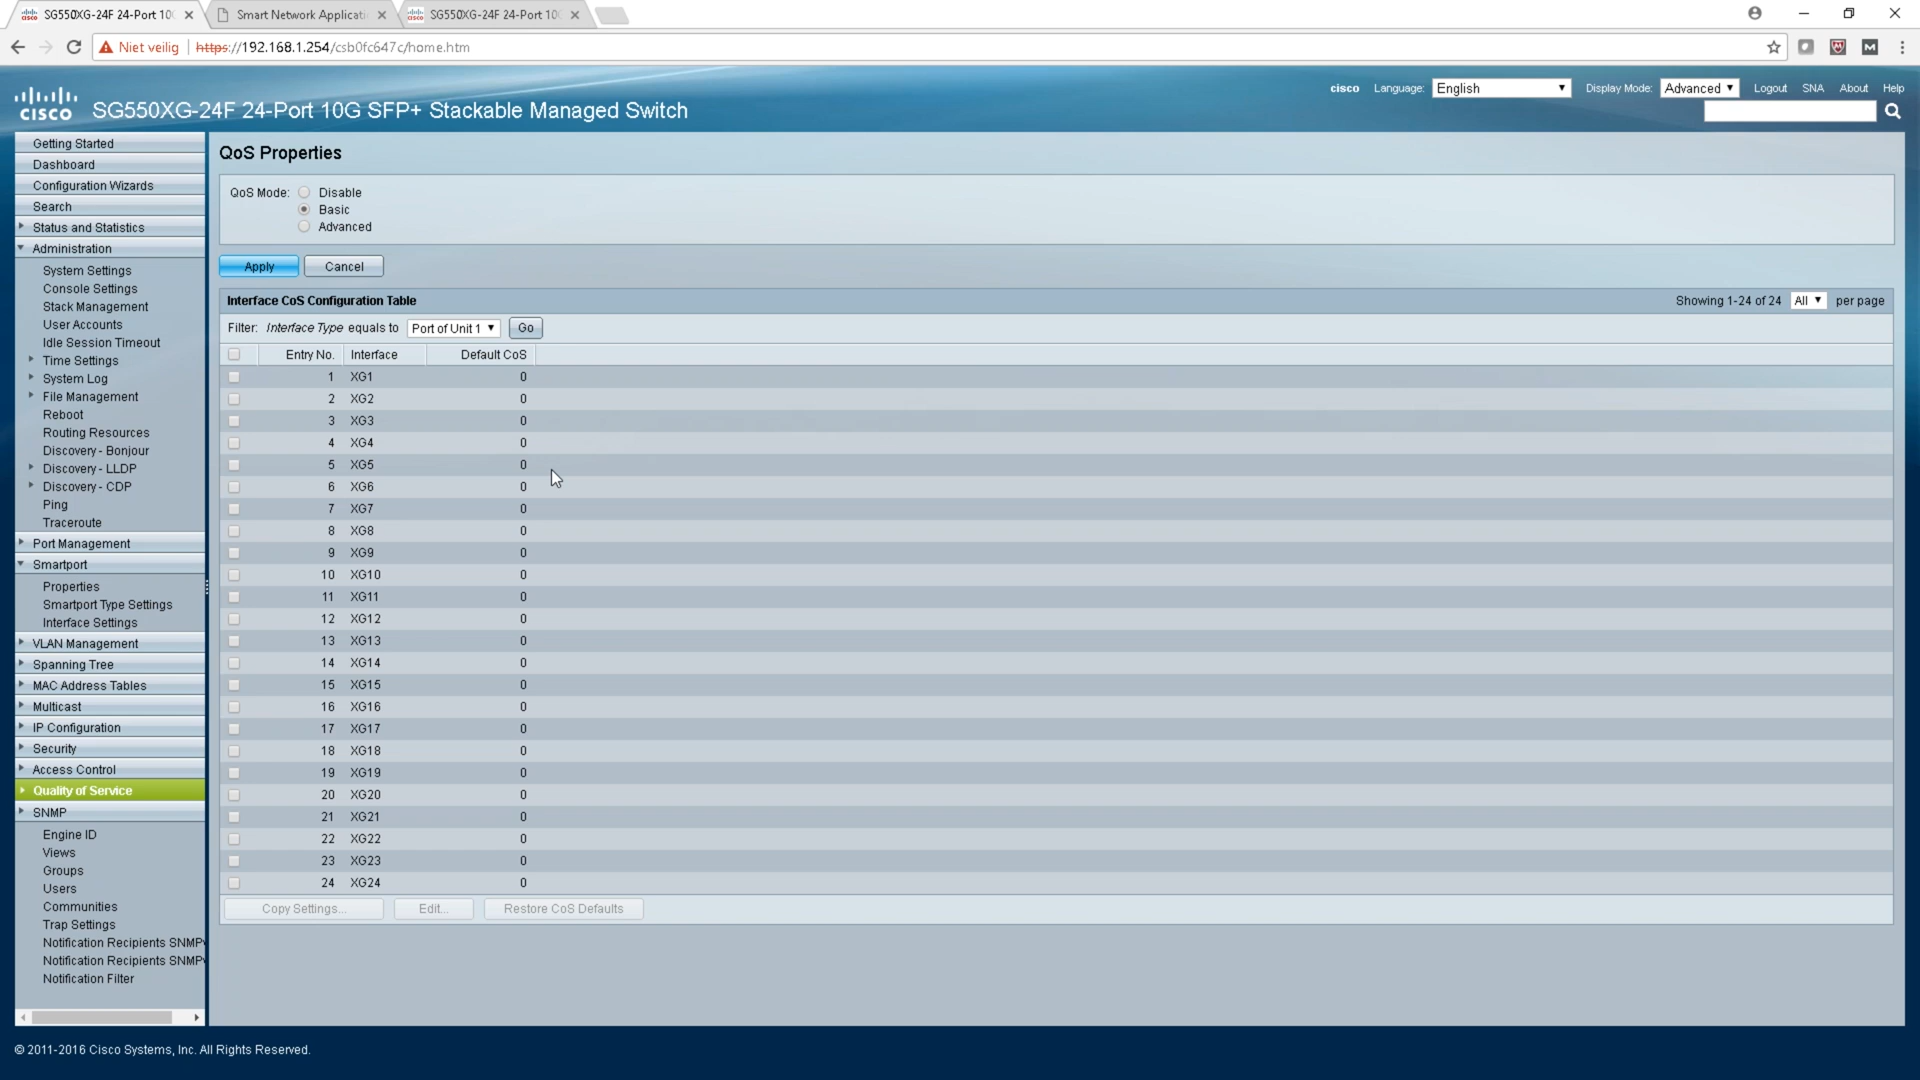 SG550XG-24F 24-Port 10G
Smart Network Applicati
SG550XG-24F 24-Port 10G
Niet veilig | https://192.168.1.254/csb0fc647c/home.htm
cisco Language: English Display Mode: Advanced Logout SNA About Help
CISCO SG550XG-24F 24-Port 10G SFP+ Stackable Managed Switch
Getting Started
Dashboard
Configuration Wizards
Search
Status and Statistics
Administration
System Settings
Console Settings
Stack Management
User Accounts
Idle Session Timeout
Time Settings
System Log
File Management
Reboot
Routing Resources
Discovery - Bonjour
Discovery - LLDP
Discovery - CDP
Ping
Traceroute
Port Management
Smartport
Properties
Smartport Type Settings
Interface Settings
VLAN Management
Spanning Tree
MAC Address Tables
Multicast
IP Configuration
Security
Access Control
Quality of Service
SNMP
Engine ID
Views
Groups
Users
Communities
Trap Settings
Notification Recipients SNMP
Notification Recipients SNMP
Notification Filter
QoS Properties
QoS Mode: Disable
Basic
Advanced
Apply Cancel
Interface CoS Configuration Table Showing 1-24 of 24 All per page
Filter: Interface Type equals to Port of Unit 1 Go
Entry No. Interface Default CoS
1 XG1 0
2 XG2 0
3 XG3 0
4 XG4 0
5 XG5 0
6 XG6 0
7 XG7 0
8 XG8 0
9 XG9 0
10 XG10 0
11 XG11 0
12 XG12 0
13 XG13 0
14 XG14 0
15 XG15 0
16 XG16 0
17 XG17 0
18 XG18 0
19 XG19 0
20 XG20 0
21 XG21 0
22 XG22 0
23 XG23 0
24 XG24 0
Copy Settings... Edit... Restore CoS Defaults
© 2011-2016 Cisco Systems, Inc. All Rights Reserved.